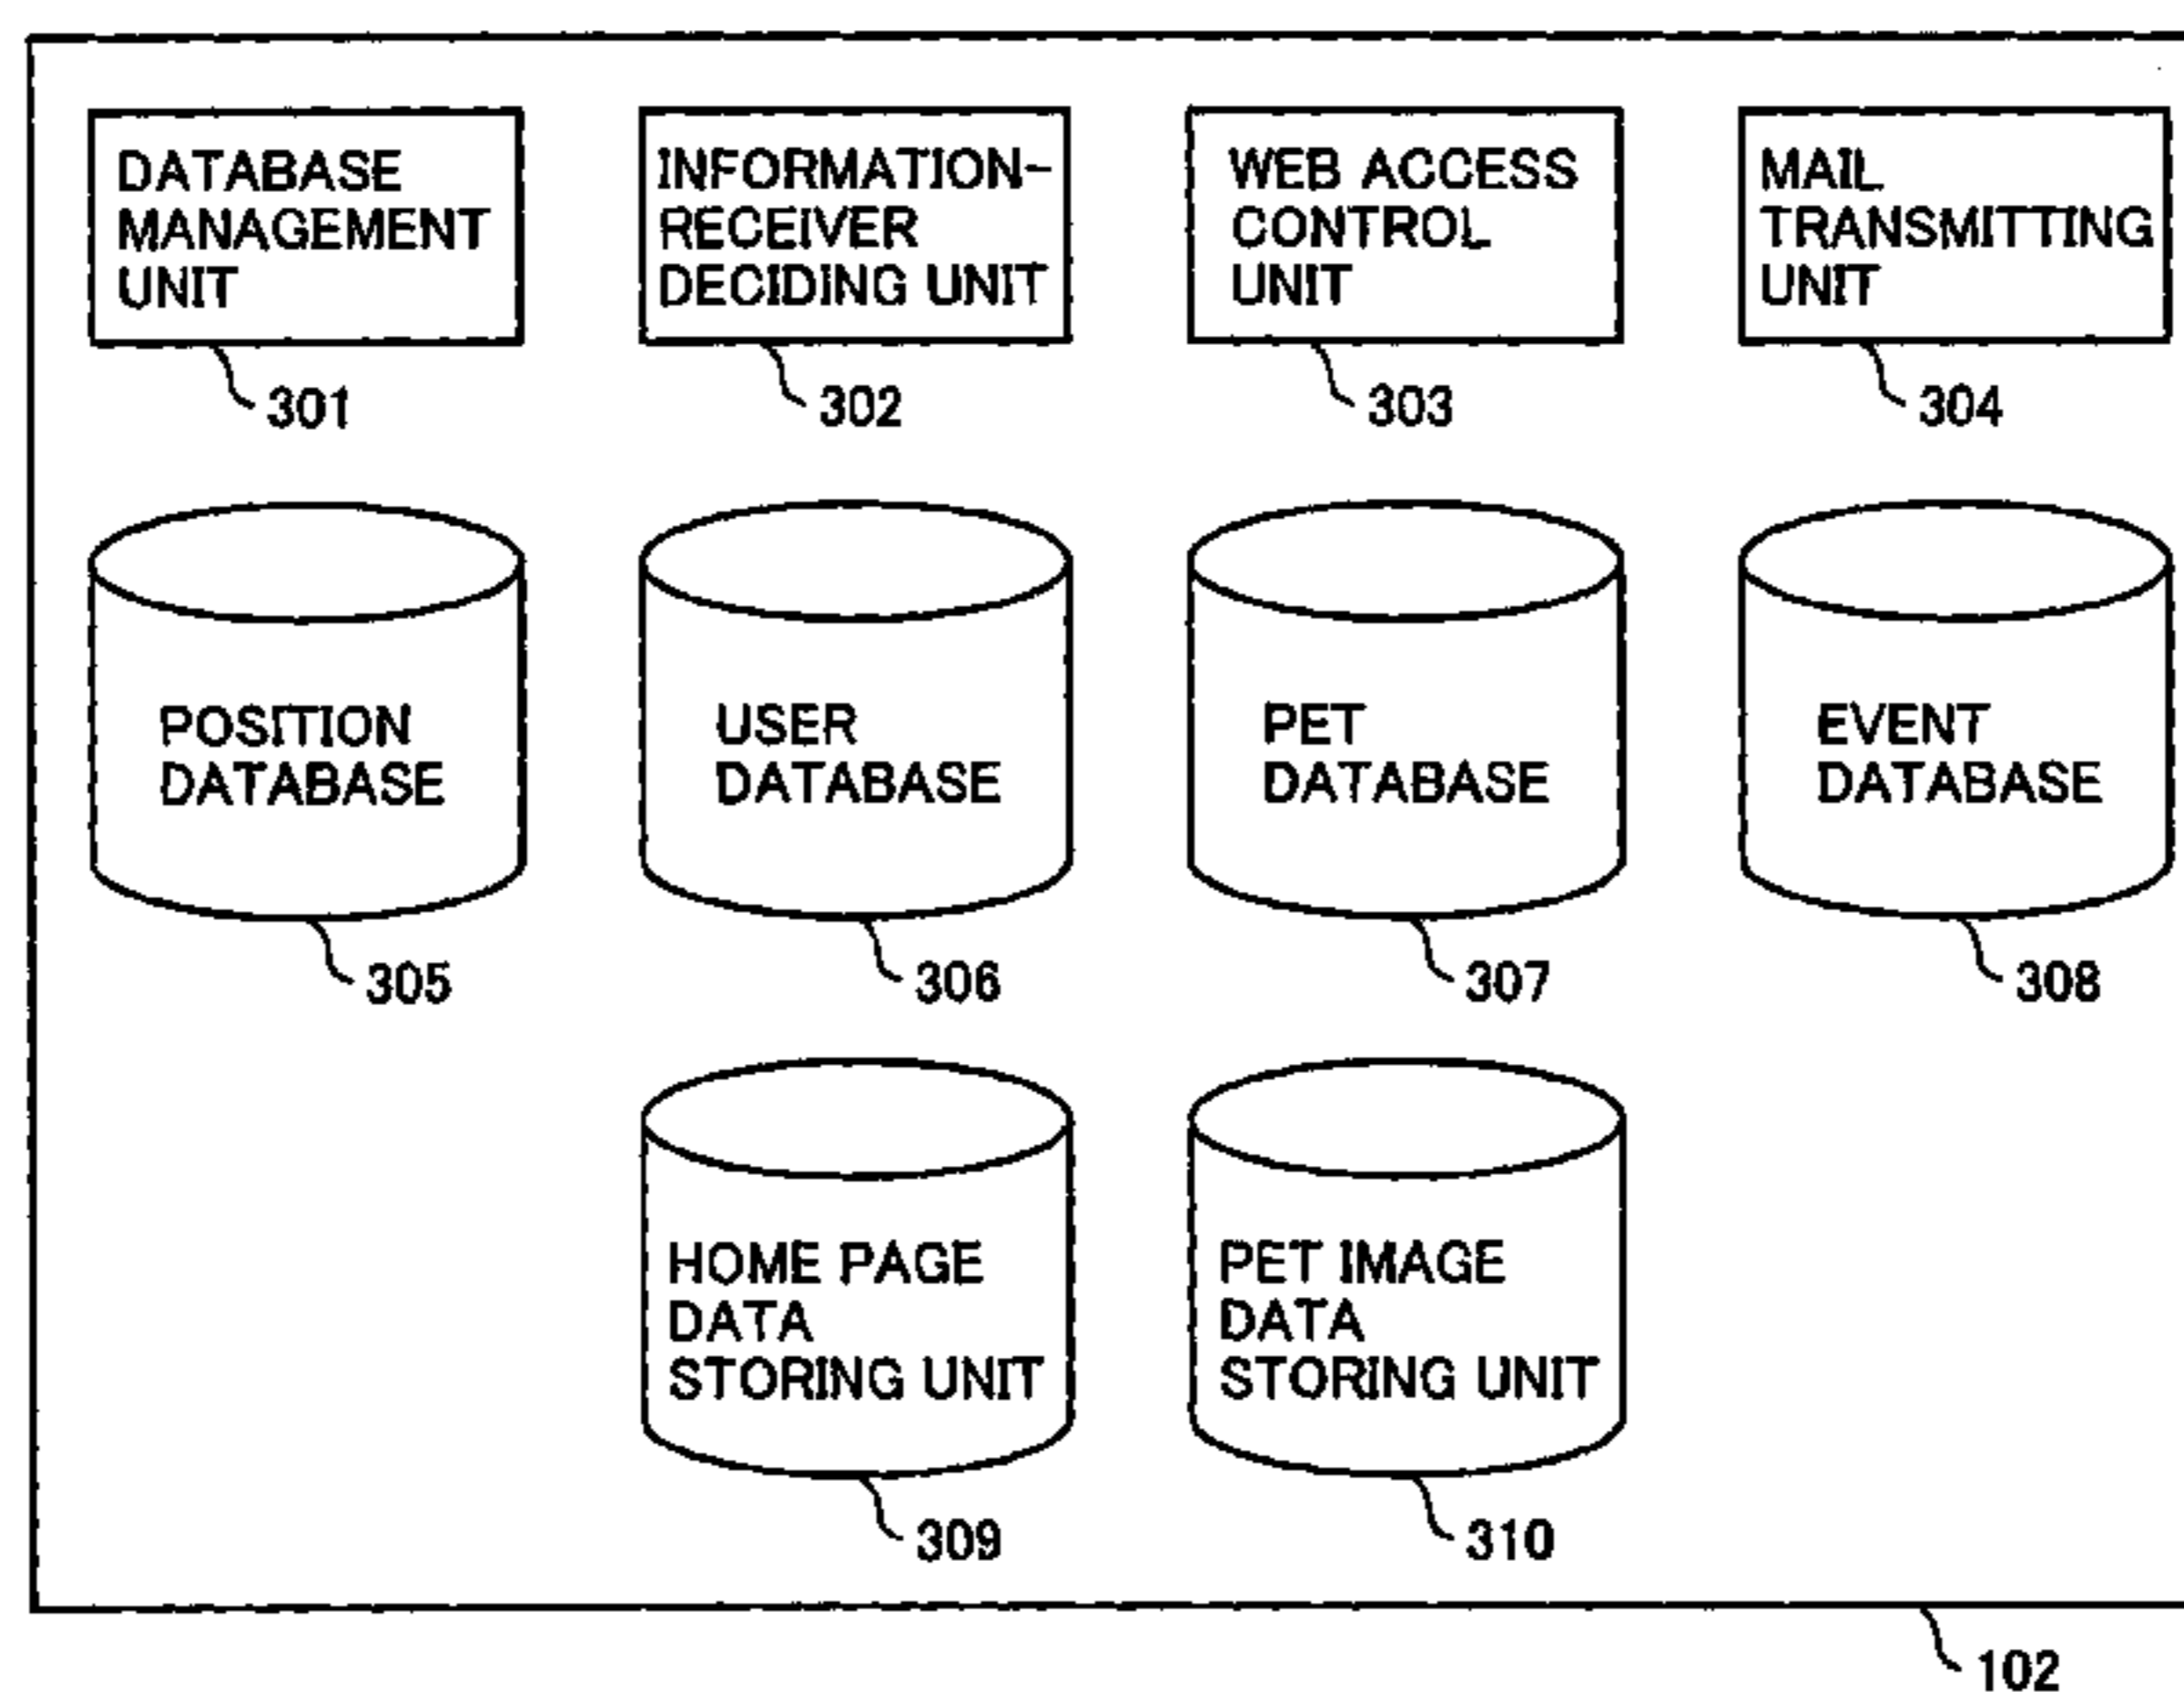 DATABASE
MANAGEMENT
UNIT
301
INFORMATION-
RECEIVER
DECIDING UNIT
302
WEB ACCESS
CONTROL
UNIT
303
MAIL
TRANSMITTING
UNIT
304
POSITION
DATABASE
305
USER
DATABASE
306
PET
DATABASE
307
EVENT
DATABASE
308
HOME PAGE
DATA
STORING UNIT
309
PET IMAGE
DATA
STORING UNIT
310
102